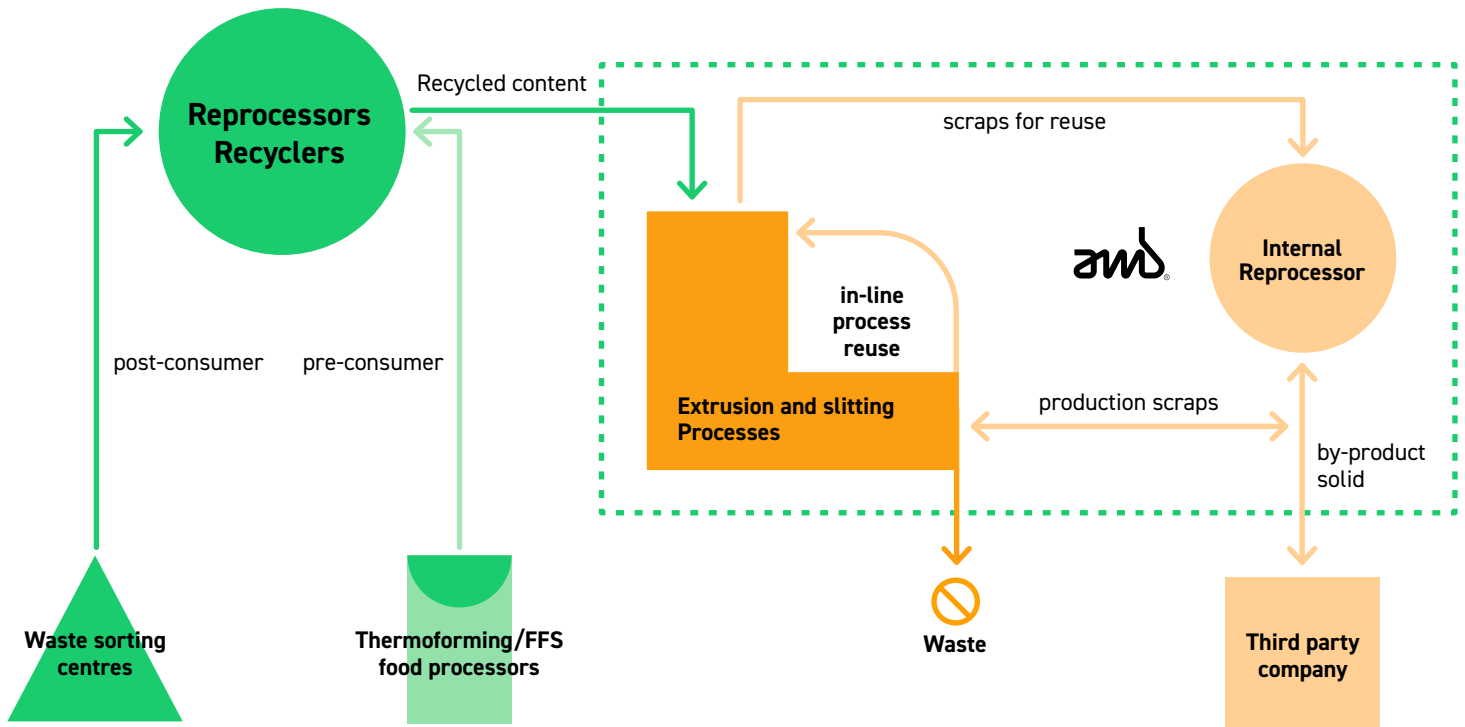 Reprocessors
Recyclers
Recycled content
scraps for reuse
awb®
Internal
Reprocessor
in-line
process
reuse
post-consumer
pre-consumer
Extrusion and slitting
Processes
production scraps
by-product
solid
Waste sorting
centres
Thermoforming/FFS
food processors
Waste
Third party
company